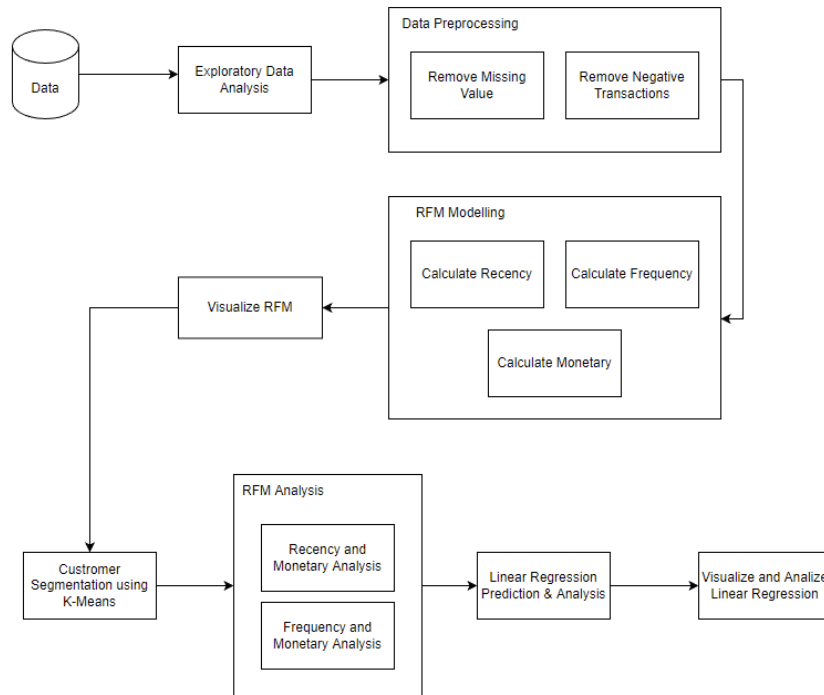 Data
Exploratory Data
Analysis
Data Preprocessing
Remove Missing
Value
Remove Negative
Transactions
RFM Modelling
Calculate Recency
Calculate Frequency
Calculate Monetary
Visualize RFM
Custromer
Segmentation using
K-Means
RFM Analysis
Recency and
Monetary Analysis
Frequency and
Monetary Analysis
Linear Regression
Prediction & Analysis
Visualize and Analize
Linear Regression